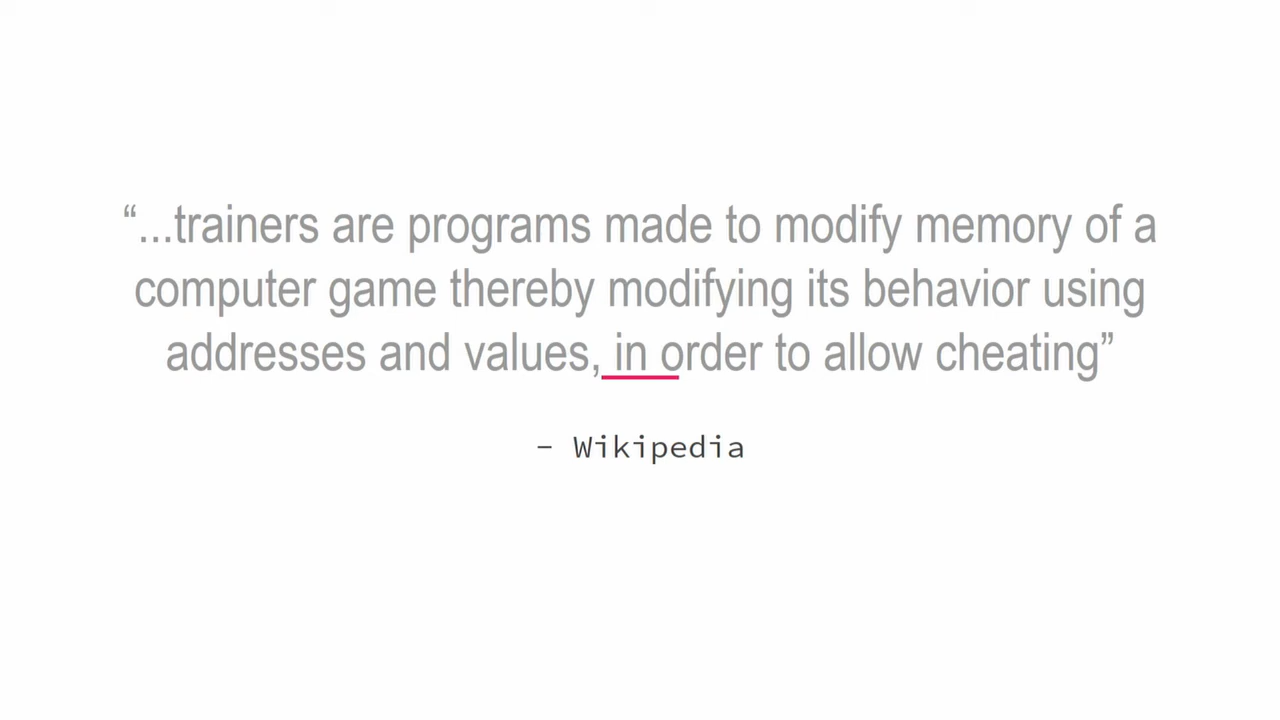 “...trainers are programs made to modify memory of a
computer game thereby modifying its behavior using
addresses and values, in order to allow cheating”
– Wikipedia